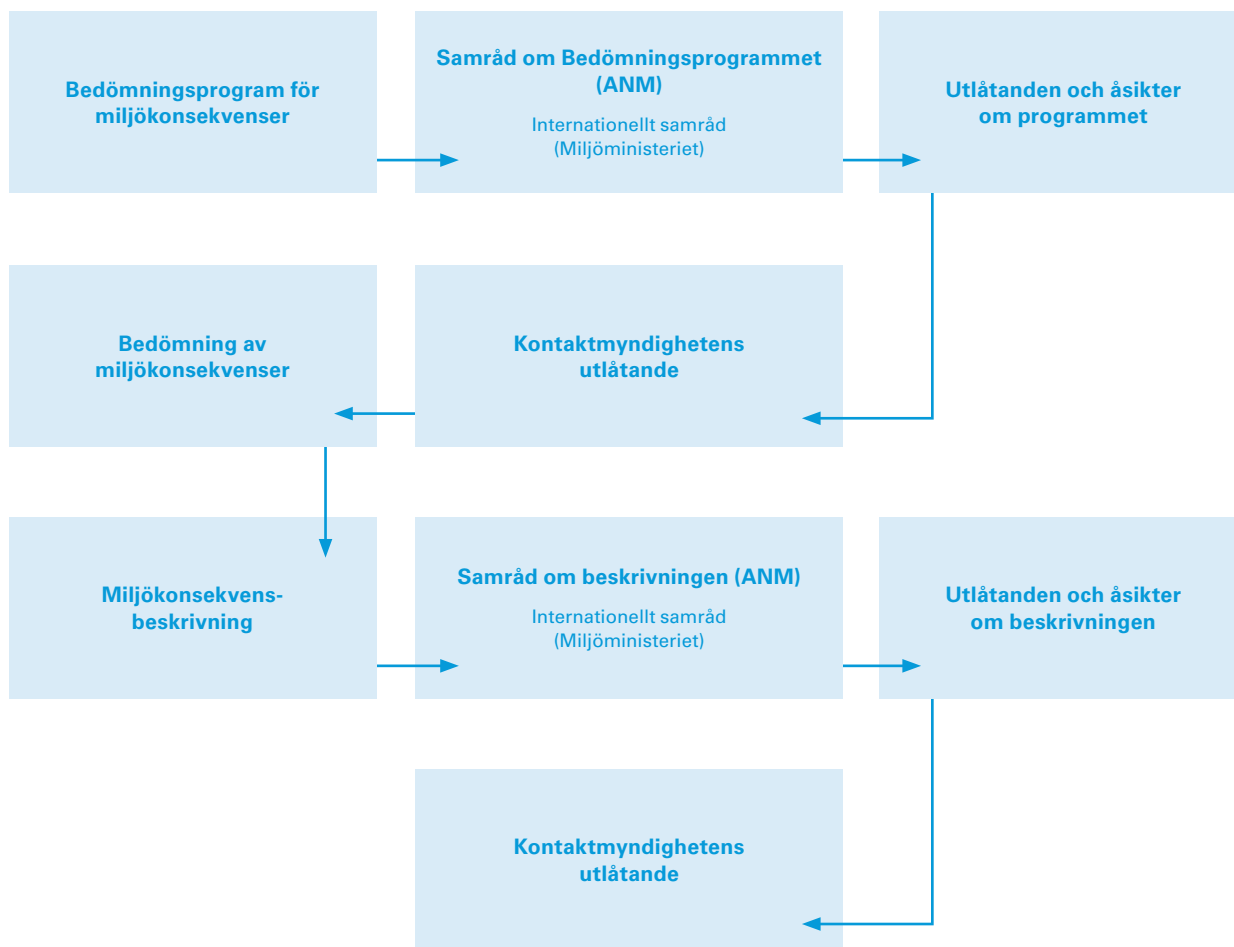 Bedömningsprogram för
miljökonsekvenser
Samråd om Bedömningsprogrammet
(ANM)
Internationellt samråd
(Miljöministeriet)
Utlåtanden och åsikter
om programmet
Kontaktmyndighetens
utlåtande
Bedömning av
miljökonsekvenser
Miljökonsekvens-
beskrivning
Samråd om beskrivningen (ANM)
Internationellt samråd
(Miljöministeriet)
Utlåtanden och åsikter
om beskrivningen
Kontaktmyndighetens
utlåtande